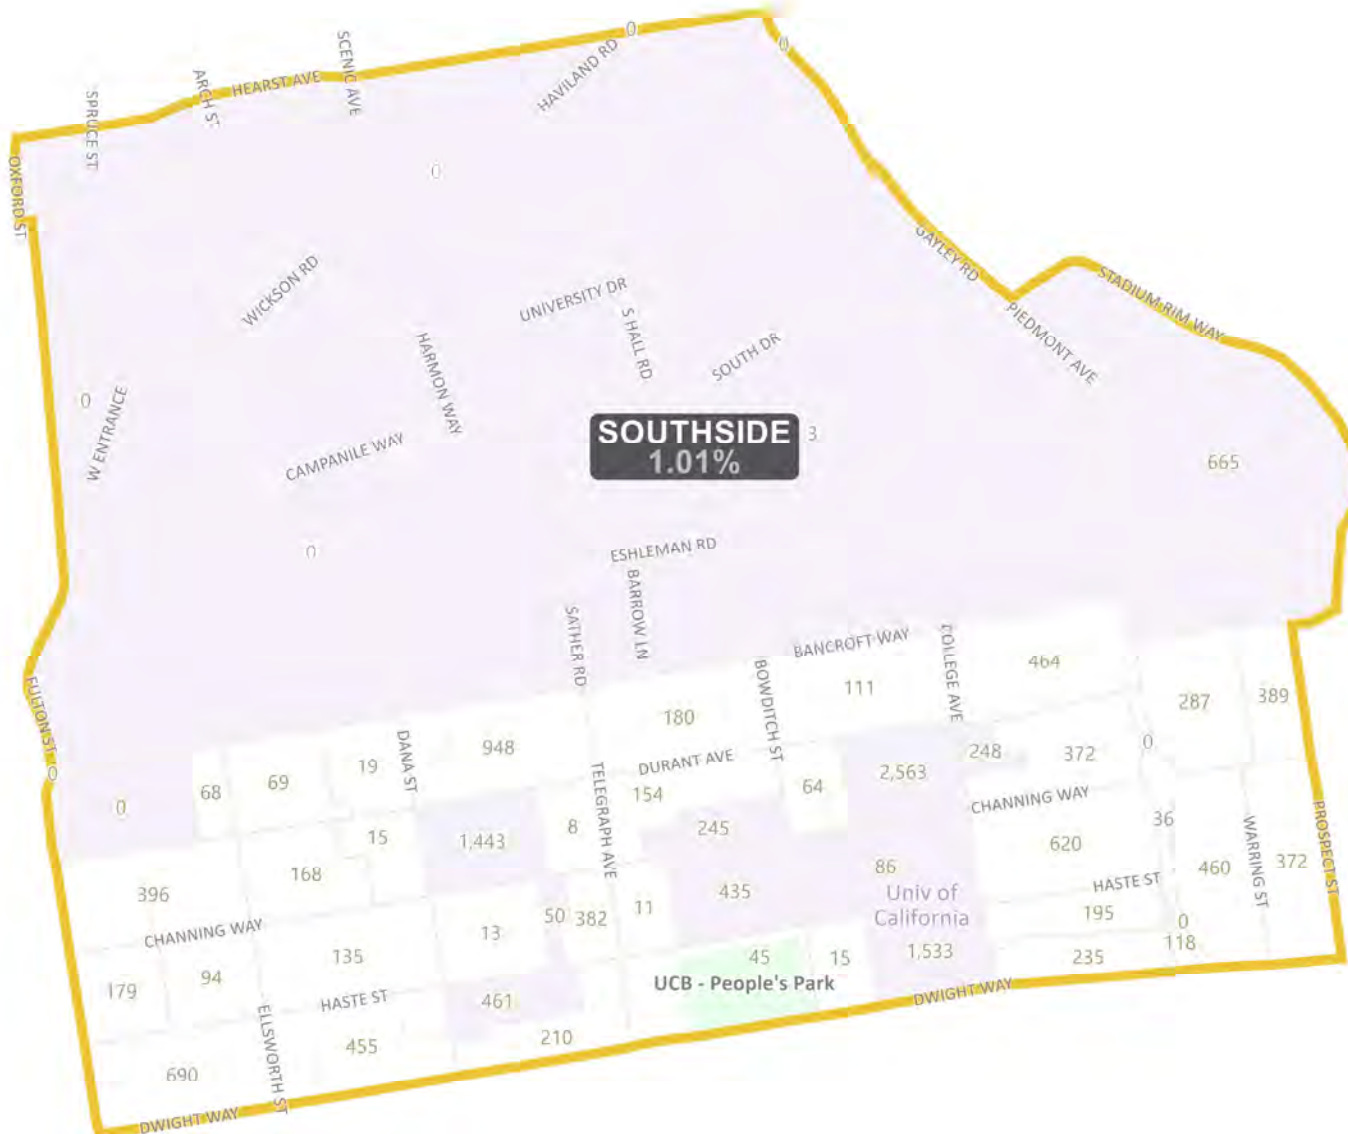 0
0
SCENIC AVE
HAVILAND RD
HEARST AVE
ARCH ST
SPRUCE ST
OXFORD ST
0
GAYLEY RD
STADIUM RIM WAY
WICKSON RD
UNIVERSITY DR
S HALL RD
SOUTH DR
PIEDMONT AVE
HARMON WAY
0
W ENTRANCE
SOUTHSIDE
1.01%
3
CAMPANILE WAY
665
0
ESHLEMAN RD
BARROW LN
SATHER RD
BANCROFT WAY
COLLEGE AVE
464
FULTON ST
BOWDITCH ST
111
287
389
180
DANA ST
948
0
0
68
69
19
TELEGRAPH AVE
DURANT AVE
154
64
2,563
248
372
0
CHANNING WAY
15
1,443
8
245
36
WARRING ST
PROSPECT ST
396
168
86
620
460
372
435
Univ of
California
HASTE ST
CHANNING WAY
13
50
382
11
195
0
179
94
135
45
15
1,533
235
118
UCB - People's Park
DWIGHT WAY
HASTE ST
461
ELLSWORTH ST
455
210
690
DWIGHT WAY